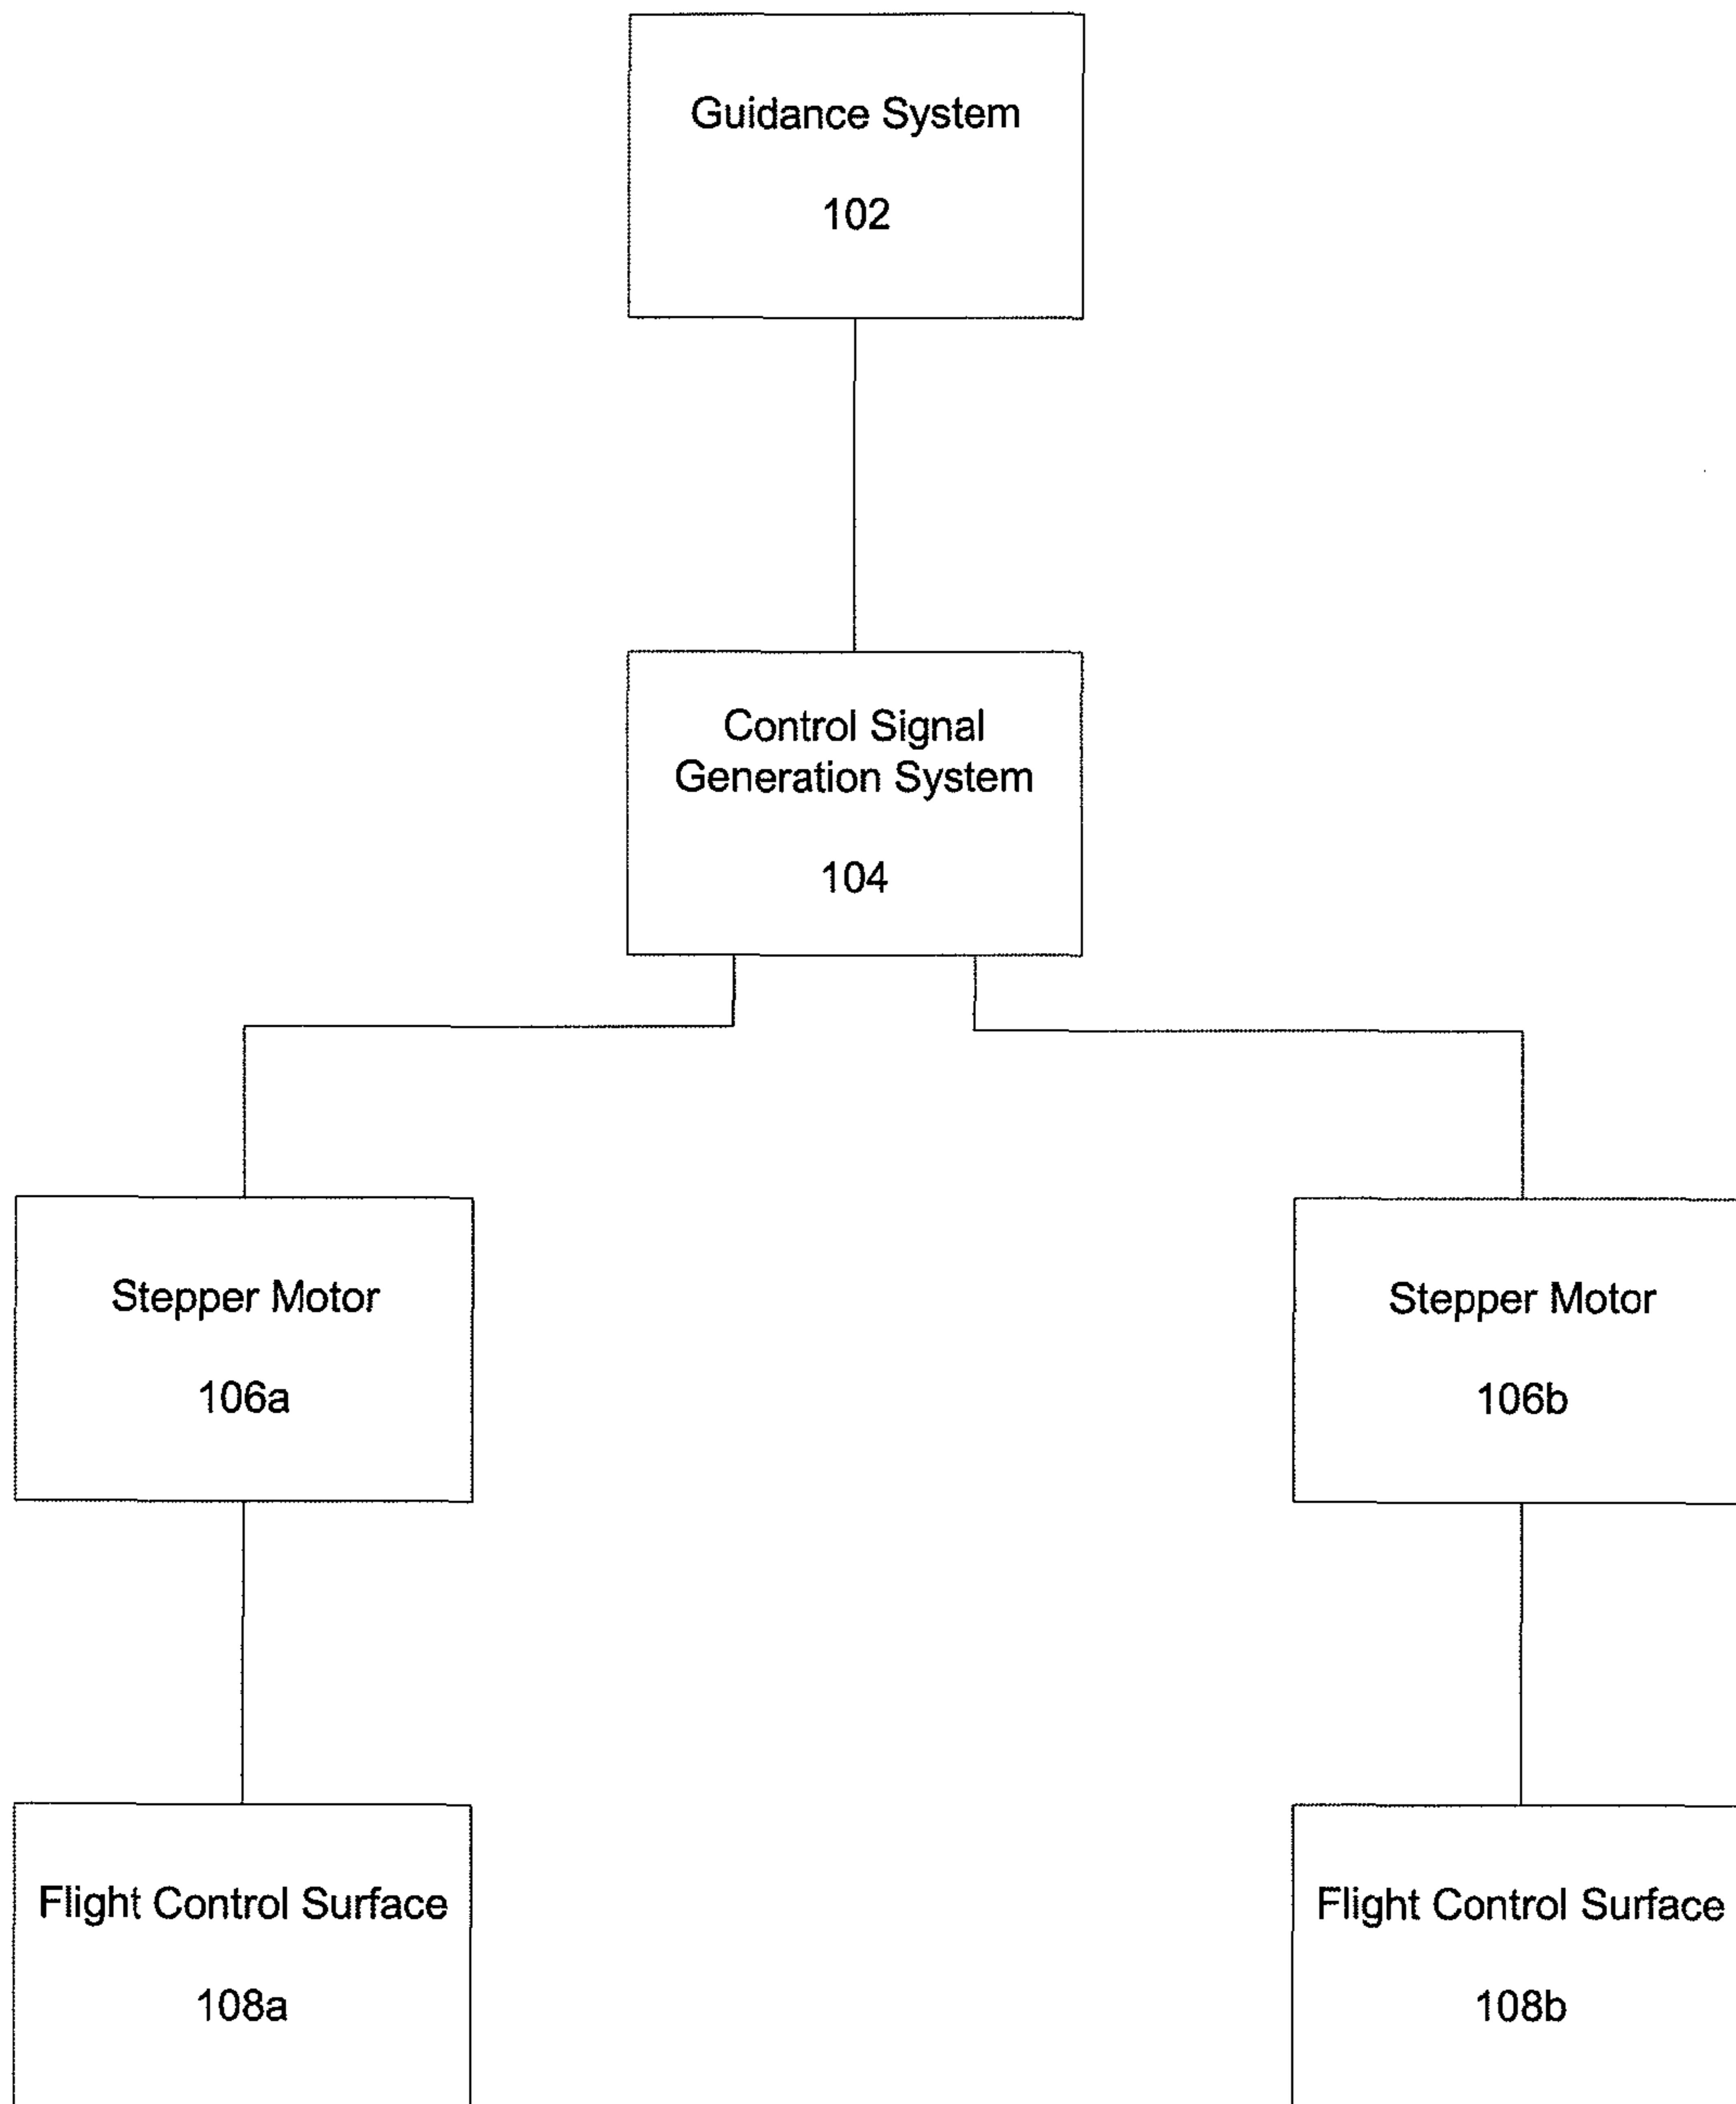 Guidance System
102
Control Signal
Generation System
104
Stepper Motor
106a
Stepper Motor
106b
Flight Control Surface
108a
Flight Control Surface
108b